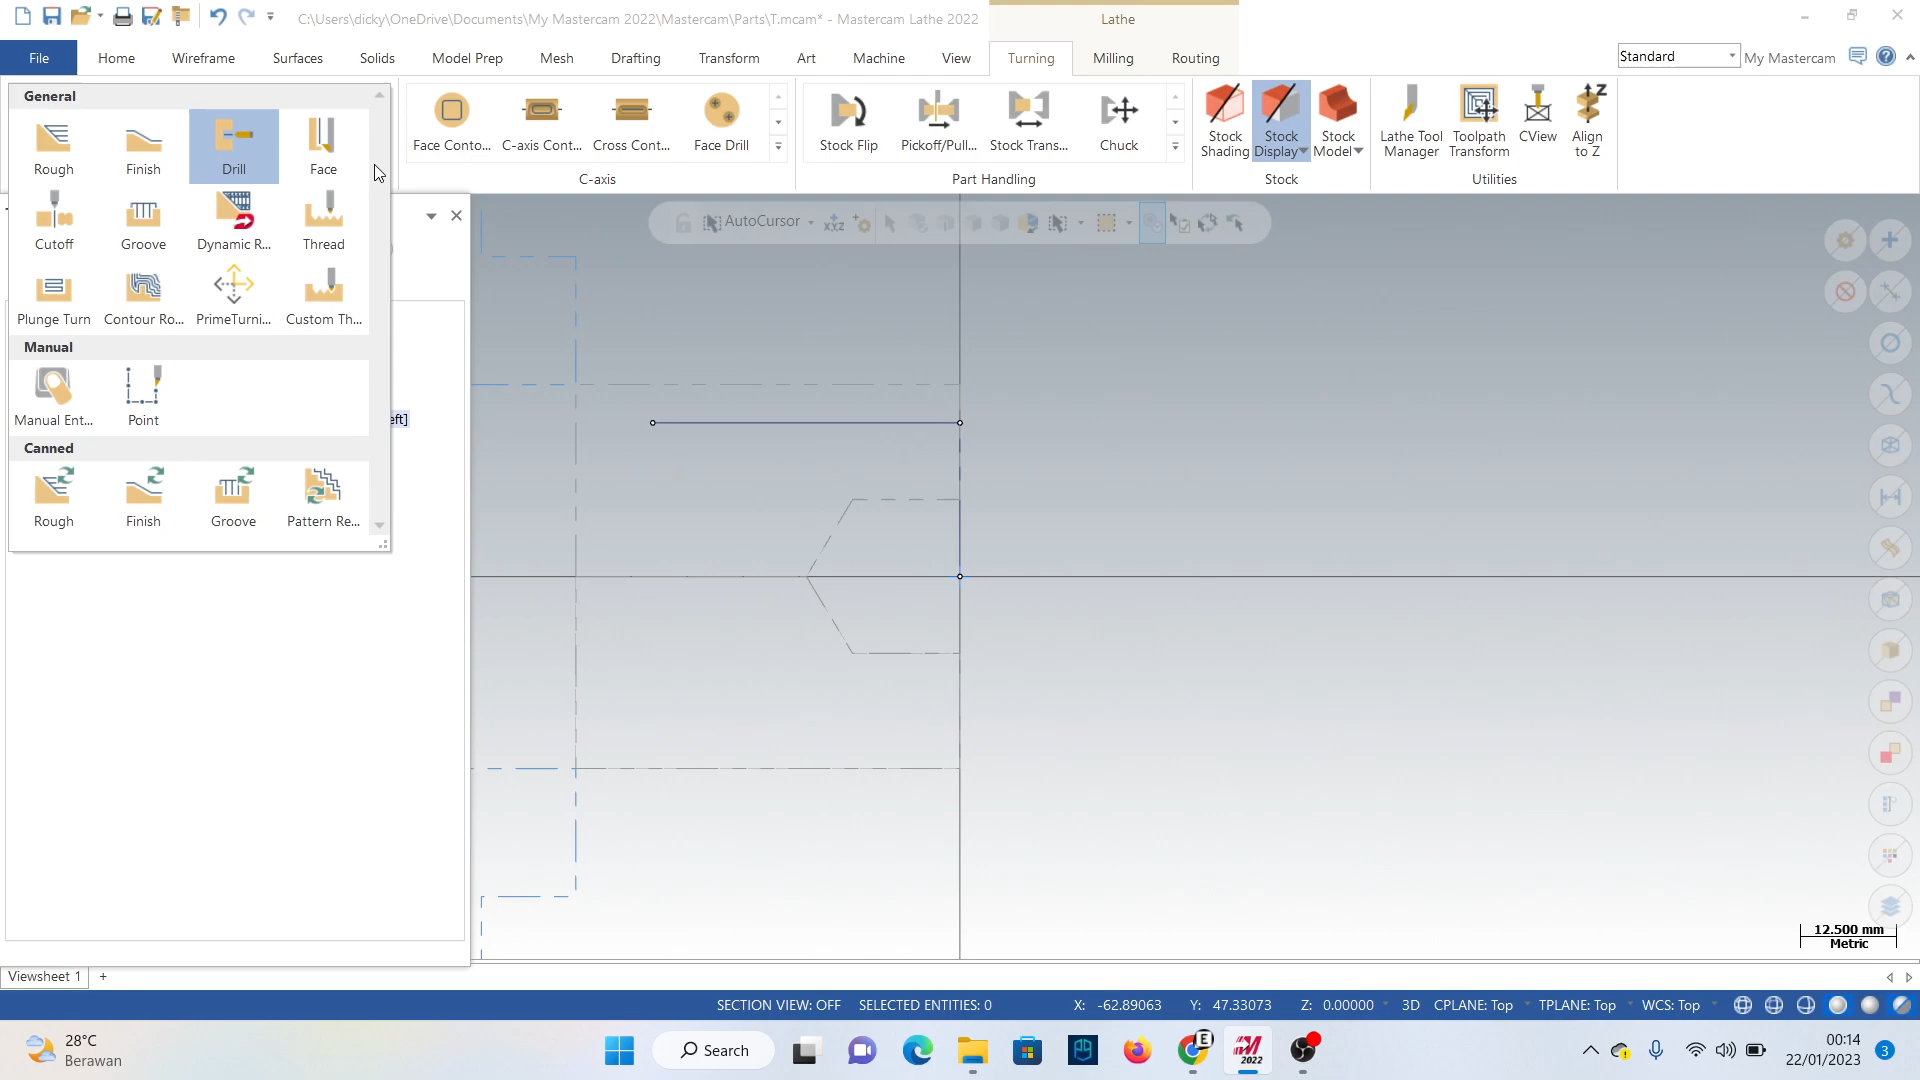 C:\Users\dicky\OneDrive\Documents\My Mastercam 2022\Mastercam\Parts\T.mcam* - Mastercam Lathe 2022
Lathe
File
Home
Wireframe
Surfaces
Solids
Model Prep
Mesh
Drafting
Transform
Art
Machine
View
Turning
Milling
Routing
Standard
My Mastercam
General
Rough
Finish
Drill
Face
Cutoff
Groove
Dynamic R...
Thread
Plunge Turn
Contour Ro...
PrimeTurni...
Custom Th...
Manual
Manual Ent...
Point
Canned
Rough
Finish
Groove
Pattern Re...
Face Conto...
C-axis Cont...
Cross Cont...
Face Drill
C-axis
Stock Flip
Pickoff/Pull...
Stock Trans...
Chuck
Part Handling
Stock
Shading
Stock
Display
Stock
Model
Stock
Lathe Tool
Manager
Toolpath
Transform
CView
Align
to Z
Utilities
AutoCursor
eft]
12.500 mm
Metric
Viewsheet 1
+
SECTION VIEW: OFF
SELECTED ENTITIES: 0
X: -62.89063
Y: 47.33073
Z: 0.00000
3D
CPLANE: Top
TPLANE: Top
WCS: Top
28°C
Berawan
Search
E
2022
00:14
22/01/2023
3